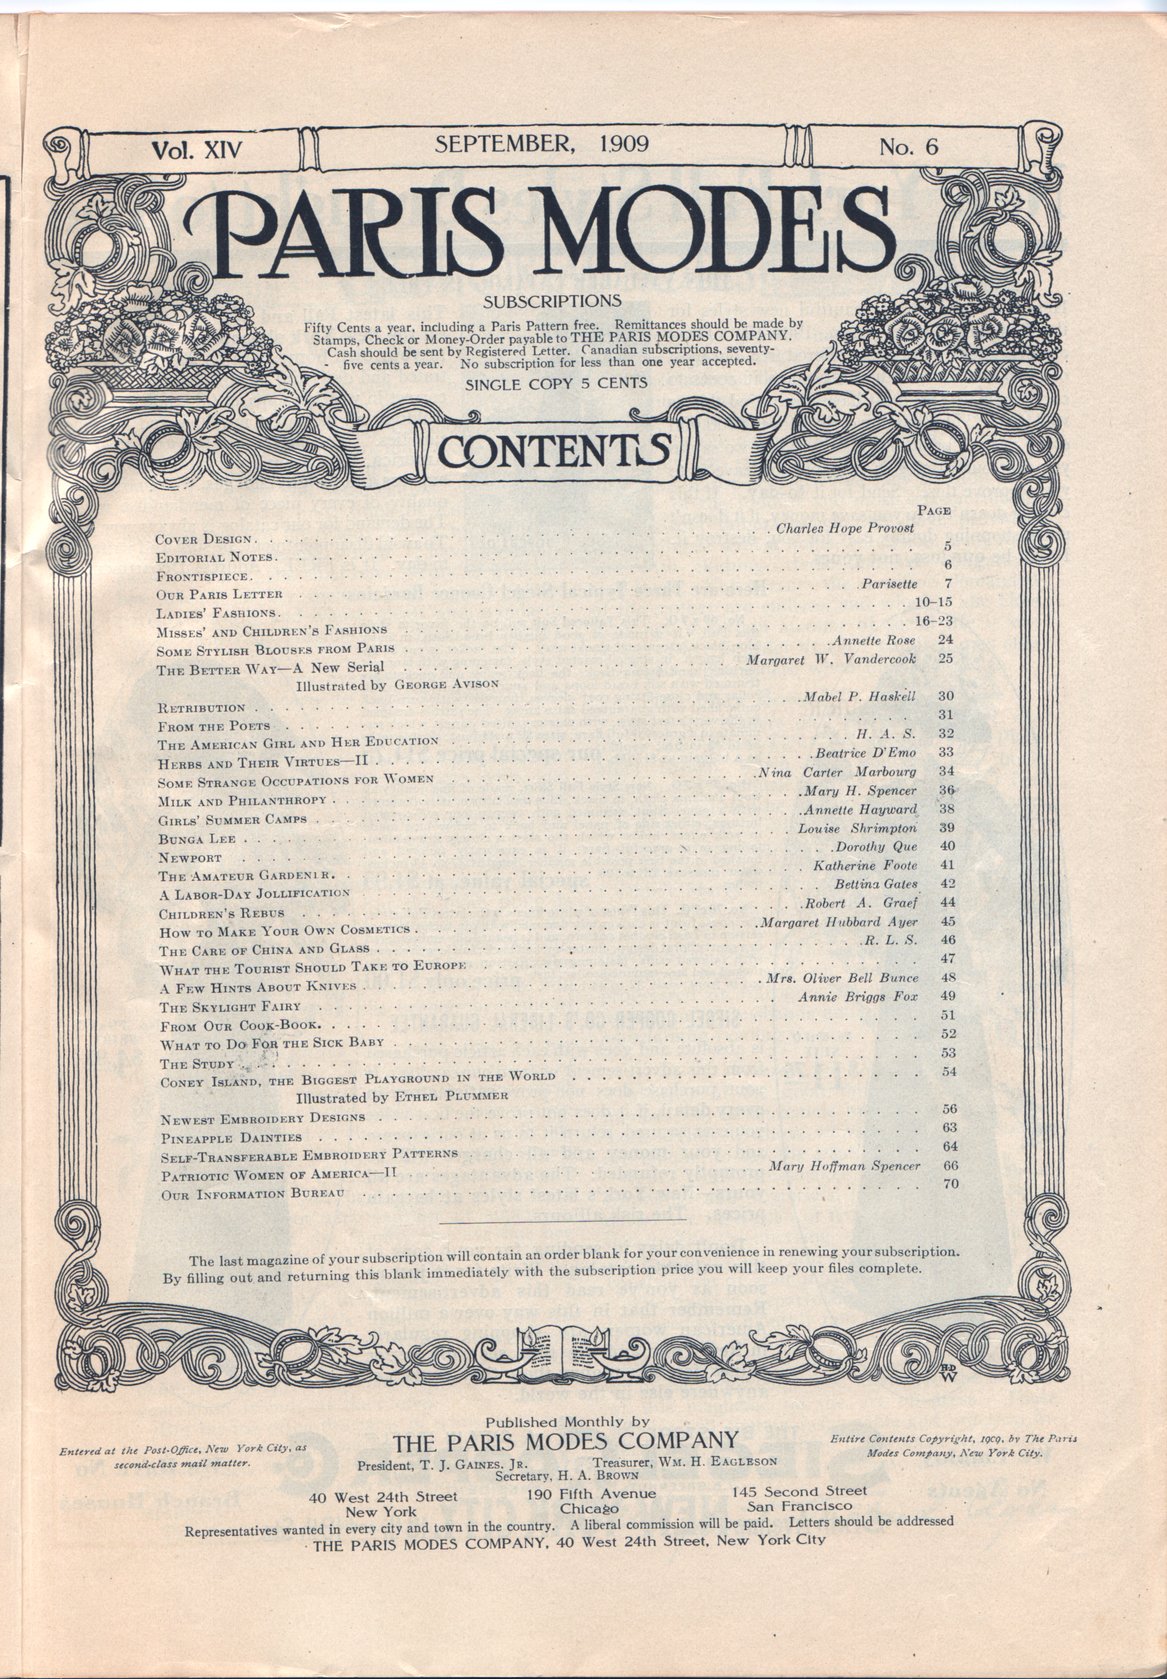 Vol. XIV SEPTEMBER, 1909 No. 6
PARIS MODES
SUBSCRIPTIONS
Fifty Cents a year, including a Paris Pattern free. Remittances should be made by
Stamps, Check or Money-Order payable to THE PARIS MODES COMPANY.
Cash should be sent by Registered Letter. Canadian subscriptions, seventy-
five cents a year. No subscription for less than one year accepted.
SINGLE COPY 5 CENTS
CONTENTS
PAGE
COVER DESIGN . . . Charles Hope Provost
EDITORIAL NOTES . . . 5
FRONTISPIECE . . . 6
OUR PARIS LETTER . . . Parisette 7
LADIES' FASHIONS . . . 10–15
MISSES' AND CHILDREN'S FASHIONS . . . 16–23
SOME STYLISH BLOUSES FROM PARIS . . . Annette Rose 24
THE BETTER WAY—A New Serial . . . Margaret W. Vandercook 25
Illustrated by GEORGE AVISON
RETRIBUTION . . . Mabel P. Haskell 30
FROM THE POETS . . . 31
THE AMERICAN GIRL AND HER EDUCATION . . . H. A. S. 32
HERBS AND THEIR VIRTUES—II . . . Beatrice D'Emo 33
SOME STRANGE OCCUPATIONS FOR WOMEN . . . Nina Carter Marbourg 34
MILK AND PHILANTHROPY . . . Mary H. Spencer 36
GIRLS' SUMMER CAMPS . . . Annette Hayward 38
BUNGA LEE . . . Louise Shrimpton 39
NEWPORT . . . Dorothy Que 40
THE AMATEUR GARDENER . . . Katherine Foote 41
A LABOR-DAY JOLLIFICATION . . . Bettina Gates 42
CHILDREN'S REBUS . . . Robert A. Graef 44
HOW TO MAKE YOUR OWN COSMETICS . . . Margaret Hubbard Ayer 45
THE CARE OF CHINA AND GLASS . . . R. L. S. 46
WHAT THE TOURIST SHOULD TAKE TO EUROPE . . . 47
A FEW HINTS ABOUT KNIVES . . . Mrs. Oliver Bell Bunce 48
THE SKYLIGHT FAIRY . . . Annie Briggs Fox 49
FROM OUR COOK-BOOK . . . 51
WHAT TO DO FOR THE SICK BABY . . . 52
THE STUDY . . . 53
CONEY ISLAND, THE BIGGEST PLAYGROUND IN THE WORLD . . . 54
Illustrated by ETHEL PLUMMER
NEWEST EMBROIDERY DESIGNS . . . 56
PINEAPPLE DAINTIES . . . 63
SELF-TRANSFERABLE EMBROIDERY PATTERNS . . . 64
PATRIOTIC WOMEN OF AMERICA—II . . . Mary Hoffman Spencer 66
OUR INFORMATION BUREAU . . . 70
The last magazine of your subscription will contain an order blank for your convenience in renewing your subscription.
By filling out and returning this blank immediately with the subscription price you will keep your files complete.
HD
W
Published Monthly by
THE PARIS MODES COMPANY
Entered at the Post-Office, New York City, as
second-class mail matter.
President, T. J. GAINES, JR. Treasurer, WM. H. EAGLESON
Secretary, H. A. BROWN
Entire Contents Copyright, 1909, by The Paris
Modes Company, New York City.
40 West 24th Street 190 Fifth Avenue 145 Second Street
New York Chicago San Francisco
Representatives wanted in every city and town in the country. A liberal commission will be paid. Letters should be addressed
THE PARIS MODES COMPANY, 40 West 24th Street, New York City